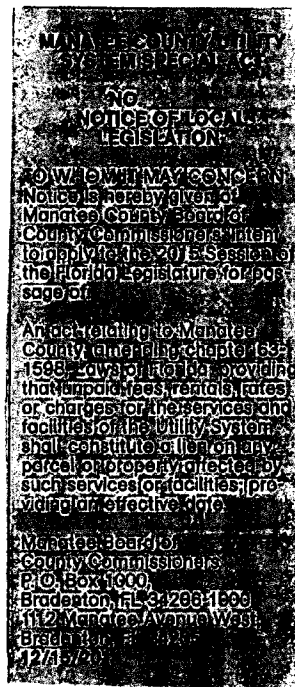 MANATEE COUNTY UTILITY
SYSTEM SPECIAL ACT
NO.
NOTICE OF LOCAL
LEGISLATION
TO WHOM IT MAY CONCERN
Notice is hereby given of
Manatee County Board of
County Commissioners' intent
to apply to the 2015 Session of
the Florida Legislature for pas
sage of:
An act relating to Manatee
County; amending chapter 63-
1598, Laws of Florida; providing
that unpaid fees, rentals, rates
or charges for the services and
facilities of the Utility System
shall constitute a lien on any
parcel or property affected by
such services or facilities; pro-
viding an effective date.
Manatee Board of
County Commissioners
P. O. Box 1000,
Bradenton, FL 34206-1000
1112 Manatee Avenue West
Bradenton,
12/15/20